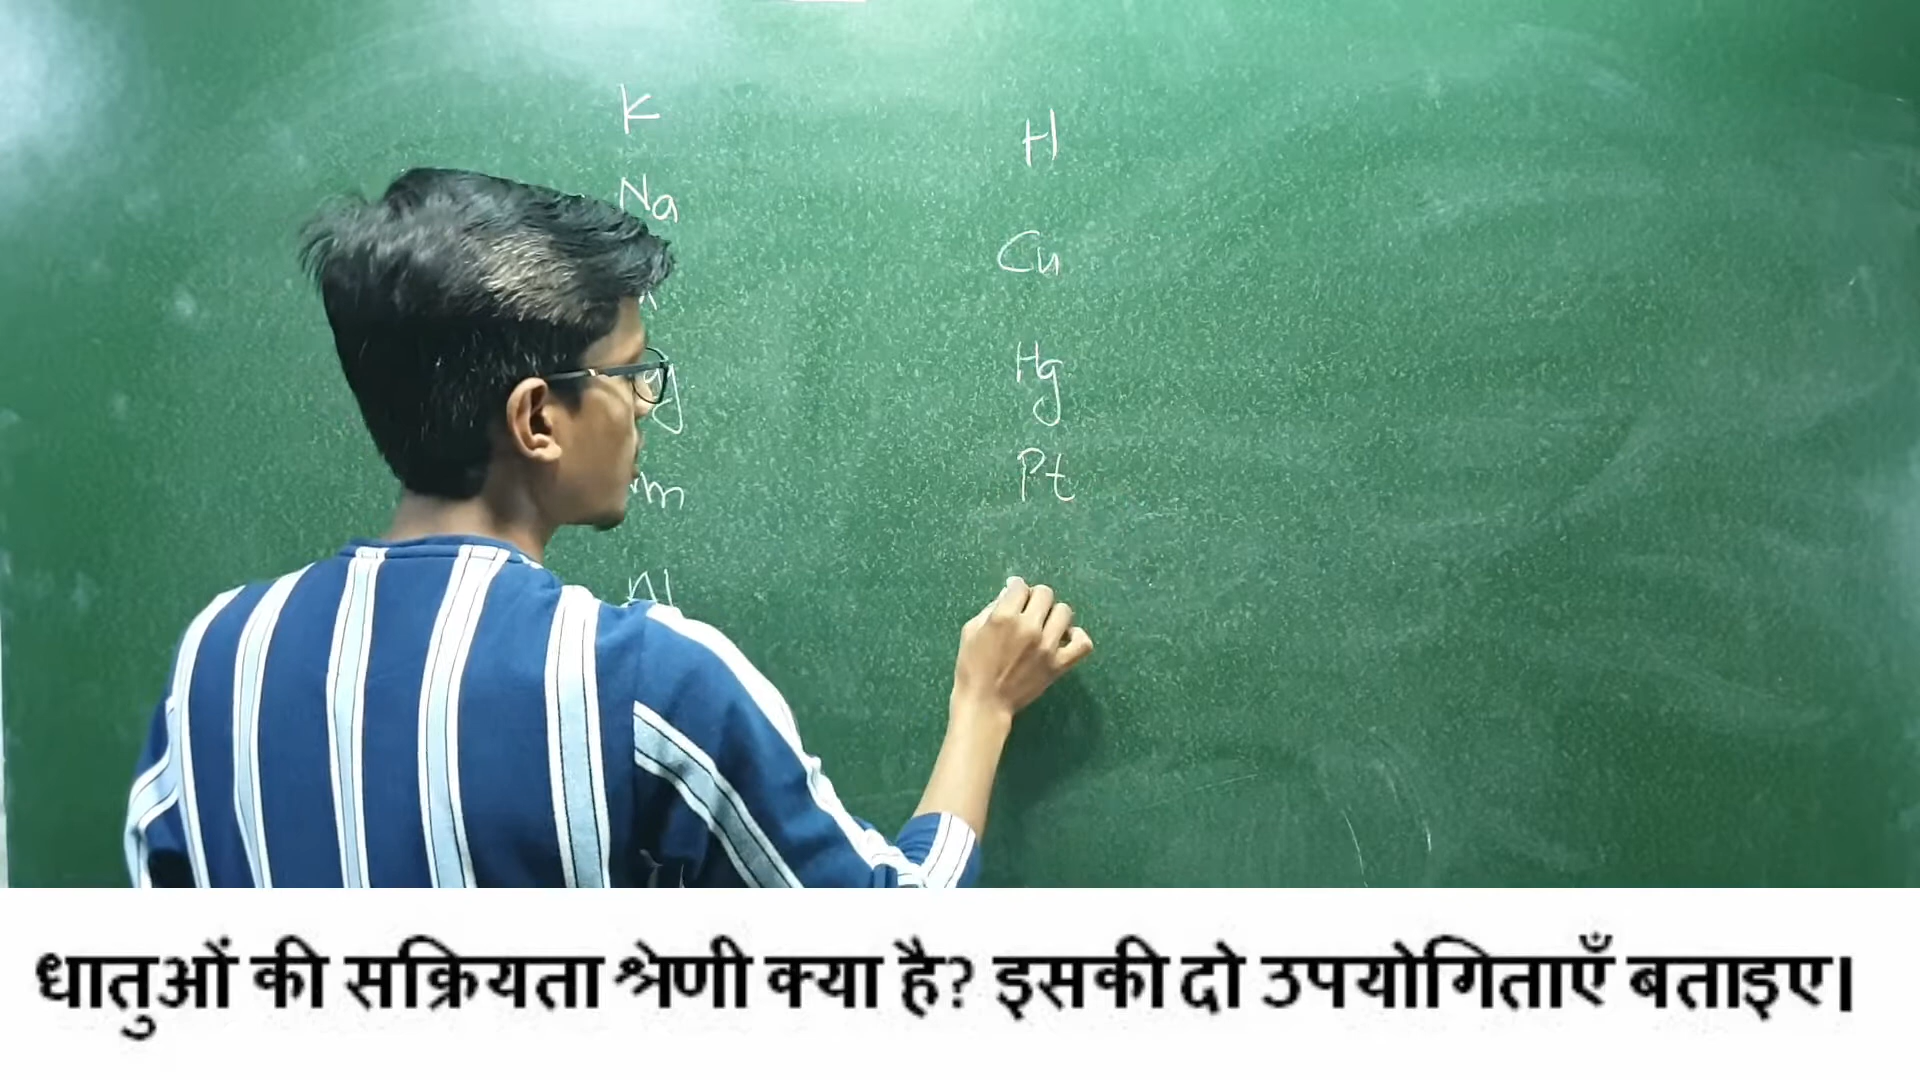 K
Na
H
Cu
Hg
Pt
धातुओं की सक्रियता श्रेणी क्या है? इसकी दो उपयोगिताएँ बताइए।